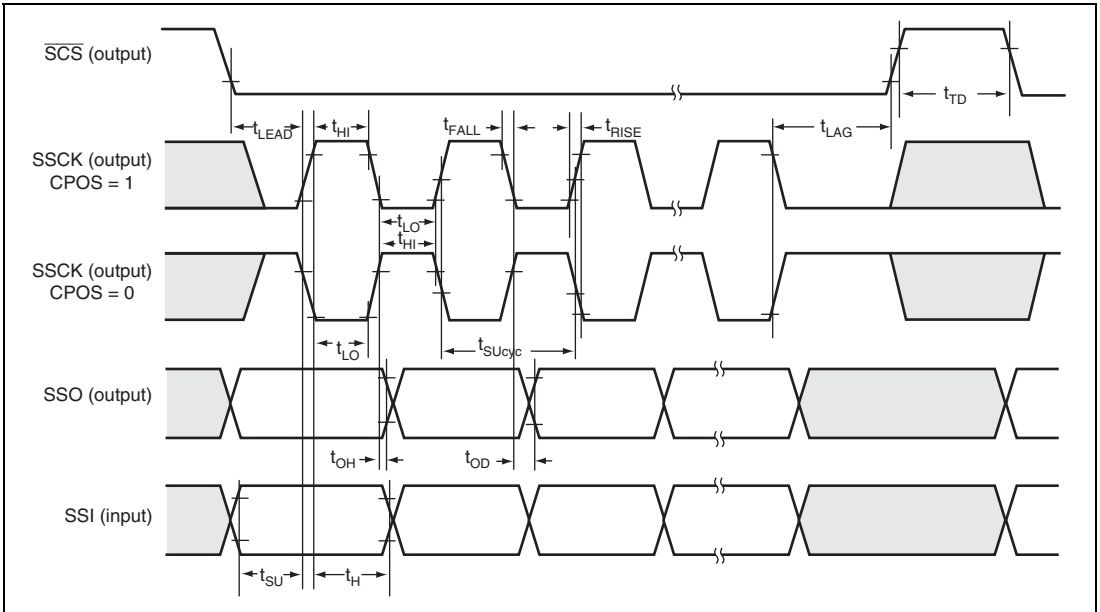 SCS (output)
tTD
tLEAD
tHI
tFALL
tRISE
tLAG
SSCK (output)
CPOS = 1
tLO
tHI
SSCK (output)
CPOS = 0
tLO
tSUcyc
SSO (output)
tOH
tOD
SSI (input)
tSU
tH